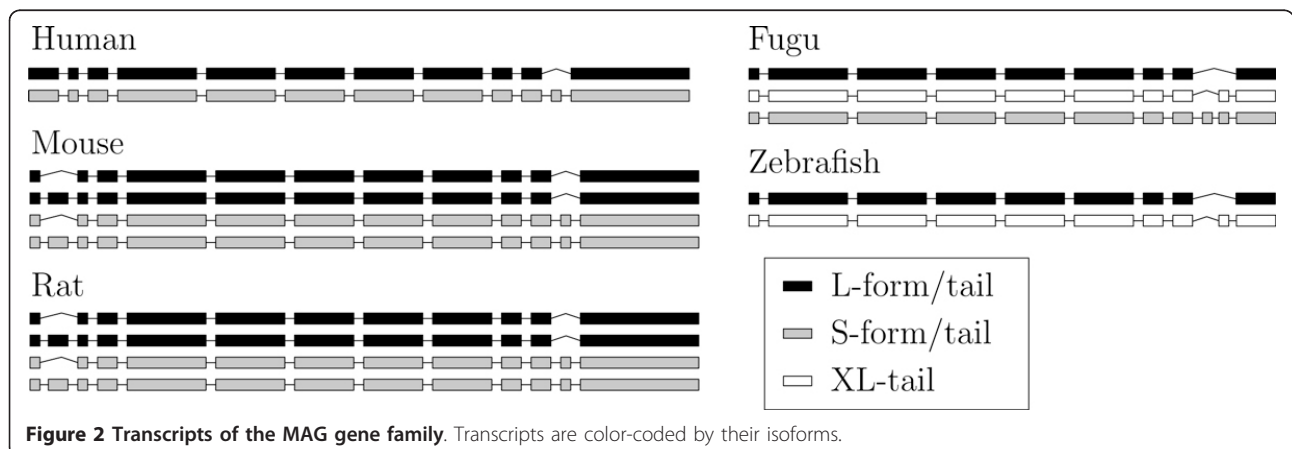 Human
Mouse
Rat
Fugu
Zebrafish
L-form/tail
S-form/tail
XL-tail
Figure 2 Transcripts of the MAG gene family. Transcripts are color-coded by their isoforms.